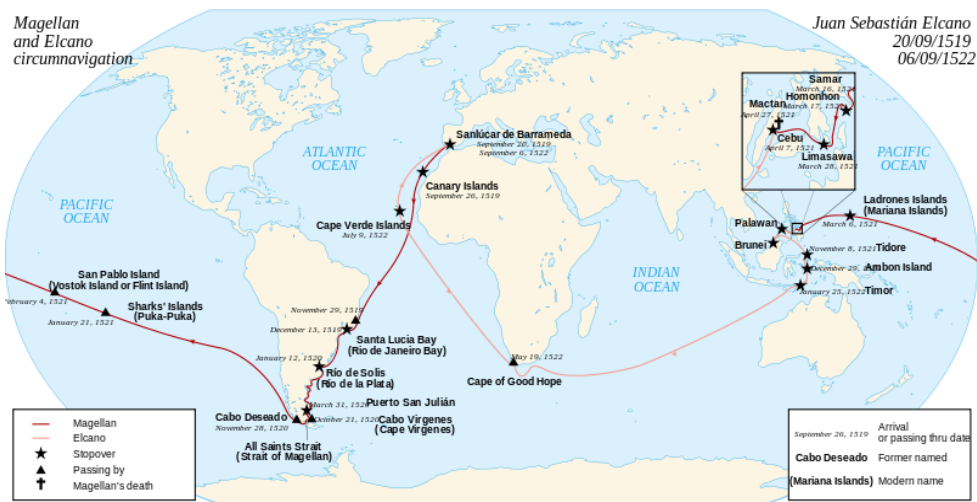 Magellan
and Elcano
circumnavigation
Juan Sebastián Elcano
20/09/1519
06/09/1522
Samar
March 16, 1521
Homonhon
March 17, 1521
Mactan
April 27, 1521
Cebu
April 7, 1521
Limasawa
March 28, 1521
Sanlúcar de Barrameda
September 20, 1519
September 6, 1522
ATLANTIC
OCEAN
PACIFIC
OCEAN
Canary Islands
September 26, 1519
PACIFIC
OCEAN
Ladrones Islands
(Mariana Islands)
March 6, 1521
Cape Verde Islands
July 9, 1522
Palawan
Brunei
November 8, 1521
Tidore
INDIAN
OCEAN
December 29, 1521
Ambon Island
Timor
January 25, 1522
San Pablo Island
(Vostok Island or Flint Island)
February 4, 1521
Sharks' Islands
(Puka-Puka)
January 21, 1521
November 29, 1519
December 13, 1519
Santa Lucia Bay
(Rio de Janeiro Bay)
January 12, 1520
Río de Solis
(Río de la Plata)
May 19, 1522
Cape of Good Hope
March 31, 1520
Puerto San Julián
Cabo Deseado
November 28, 1520
October 21, 1520
Cabo Virgenes
(Cape Virgenes)
All Saints Strait
(Strait of Magellan)
Magellan
Elcano
Stopover
Passing by
Magellan's death
September 26, 1519
Arrival
or passing thru date
Cabo Deseado
Former named
(Mariana Islands)
Modern name